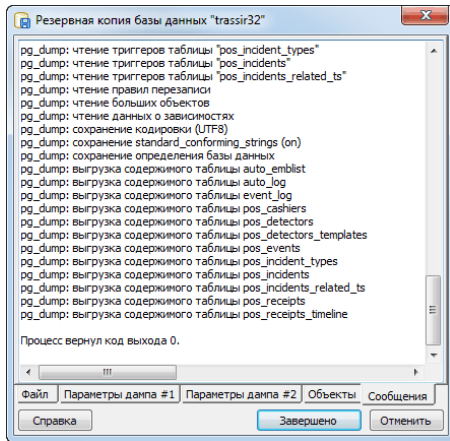 Резервная копия базы данных "trassir32"
pg_dump: чтение триггеров таблицы "pos_incident_types"
pg_dump: чтение триггеров таблицы "pos_incidents"
pg_dump: чтение триггеров таблицы "pos_incidents_related_ts"
pg_dump: чтение правил перезаписи
pg_dump: чтение больших объектов
pg_dump: чтение данных о зависимостях
pg_dump: сохранение кодировки (UTF8)
pg_dump: сохранение standard_conforming_strings (on)
pg_dump: сохранение определения базы данных
pg_dump: выгрузка содержимого таблицы auto_emblist
pg_dump: выгрузка содержимого таблицы auto_log
pg_dump: выгрузка содержимого таблицы event_log
pg_dump: выгрузка содержимого таблицы pos_cashiers
pg_dump: выгрузка содержимого таблицы pos_detectors
pg_dump: выгрузка содержимого таблицы pos_detectors_templates
pg_dump: выгрузка содержимого таблицы pos_events
pg_dump: выгрузка содержимого таблицы pos_incident_types
pg_dump: выгрузка содержимого таблицы pos_incidents
pg_dump: выгрузка содержимого таблицы pos_incidents_related_ts
pg_dump: выгрузка содержимого таблицы pos_receipts
pg_dump: выгрузка содержимого таблицы pos_receipts_timeline
Процесс вернул код выхода 0.
Файл Параметры дампа #1 Параметры дампа #2 Объекты Сообщения
Справка Завершено Отменить